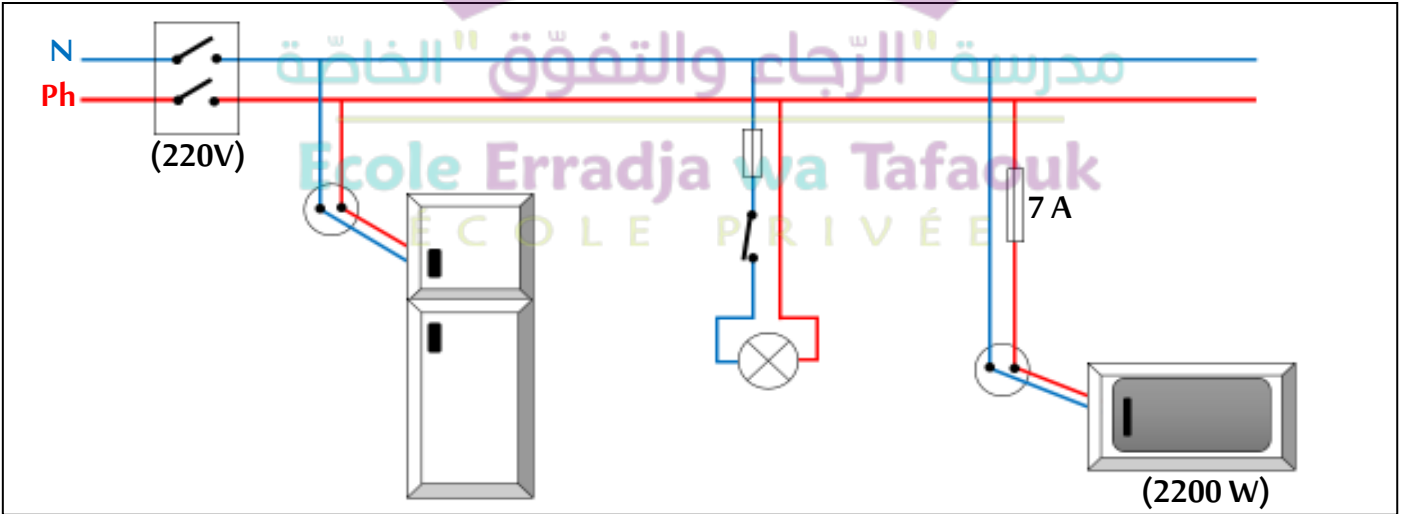 مدرسة "الرّجاء والتفوّق" الخاصّة
N
Ph
(220V)
Ecole Erradja wa Tafaouk
ÉCOLE PRIVÉE
7 A
(2200 W)